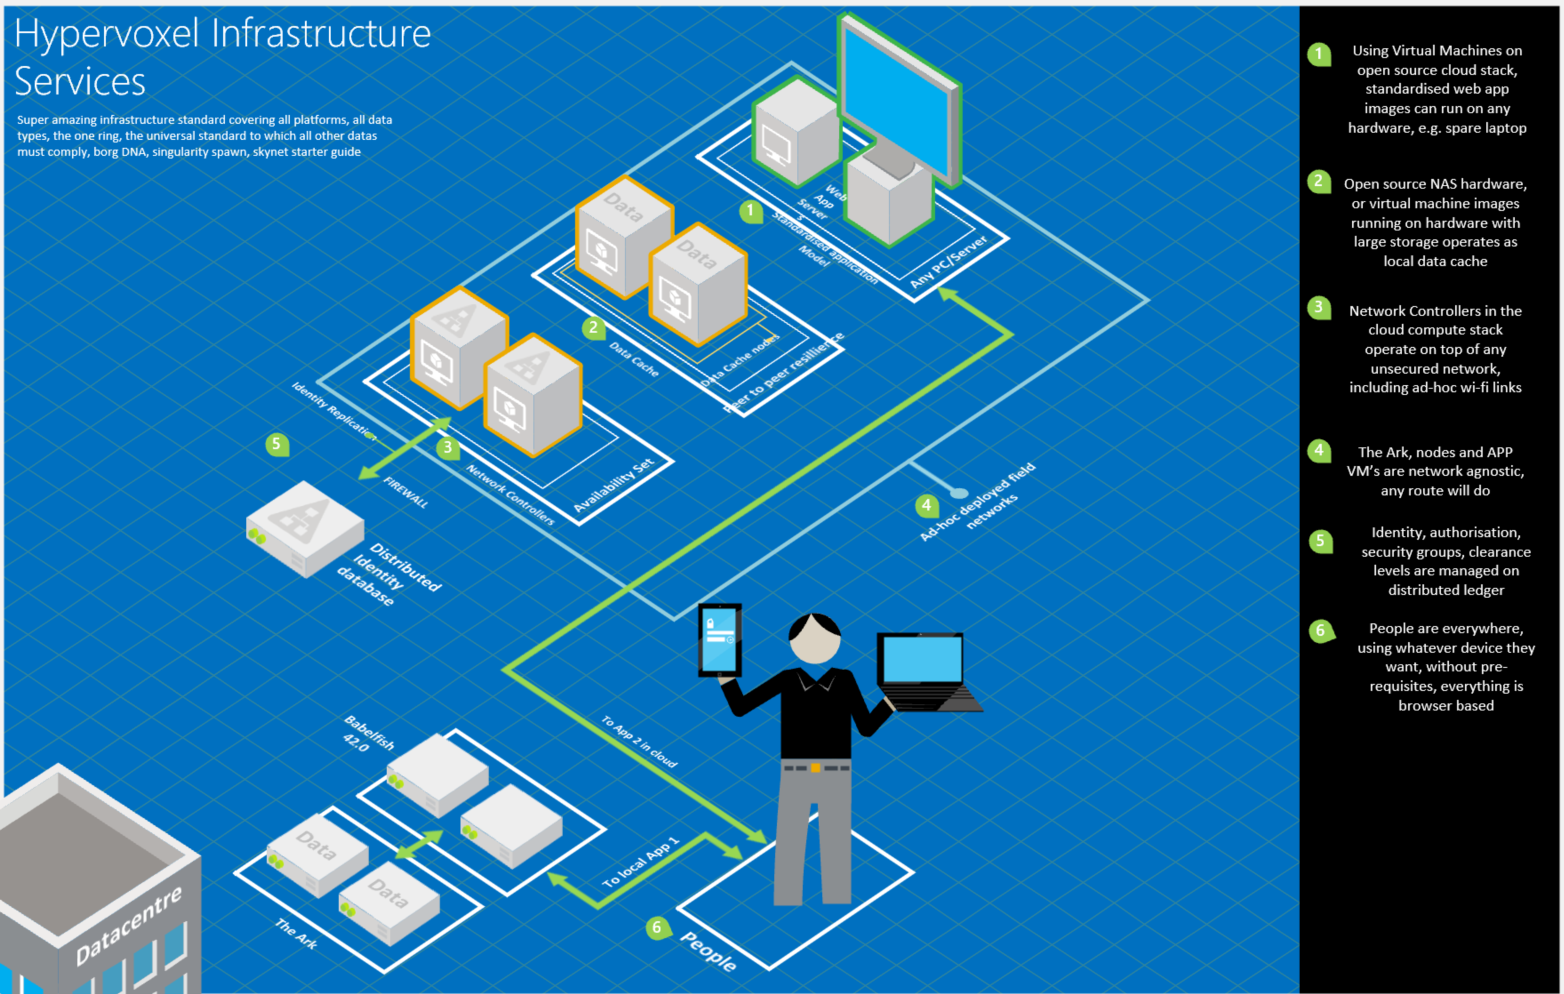 Hypervoxel Infrastructure
Services
Super amazing infrastructure standard covering all platforms, all data
types, the one ring, the universal standard to which all other datas
must comply, borg DNA, singularity spawn, skynet starter guide
Web
App
Server
s
Standardised application
Model
Any PC/Server
1
Data
Data
2
Data Cache
Data Cache nodes
Peer to peer resillience
Identity Replication
5
3
Network Controllers
Availability Set
FIREWALL
Distributed
Identity
database
4
Ad-hoc deployed field
networks
To App 2 in cloud
Babelfish
42.0
Data
Data
The Ark
To local App 1
6
People
Datacentre
1
Using Virtual Machines on
open source cloud stack,
standardised web app
images can run on any
hardware, e.g. spare laptop
2
Open source NAS hardware,
or virtual machine images
running on hardware with
large storage operates as
local data cache
3
Network Controllers in the
cloud compute stack
operate on top of any
unsecured network,
including ad-hoc wi-fi links
4
The Ark, nodes and APP
VM's are network agnostic,
any route will do
5
Identity, authorisation,
security groups, clearance
levels are managed on
distributed ledger
6
People are everywhere,
using whatever device they
want, without pre-
requisites, everything is
browser based